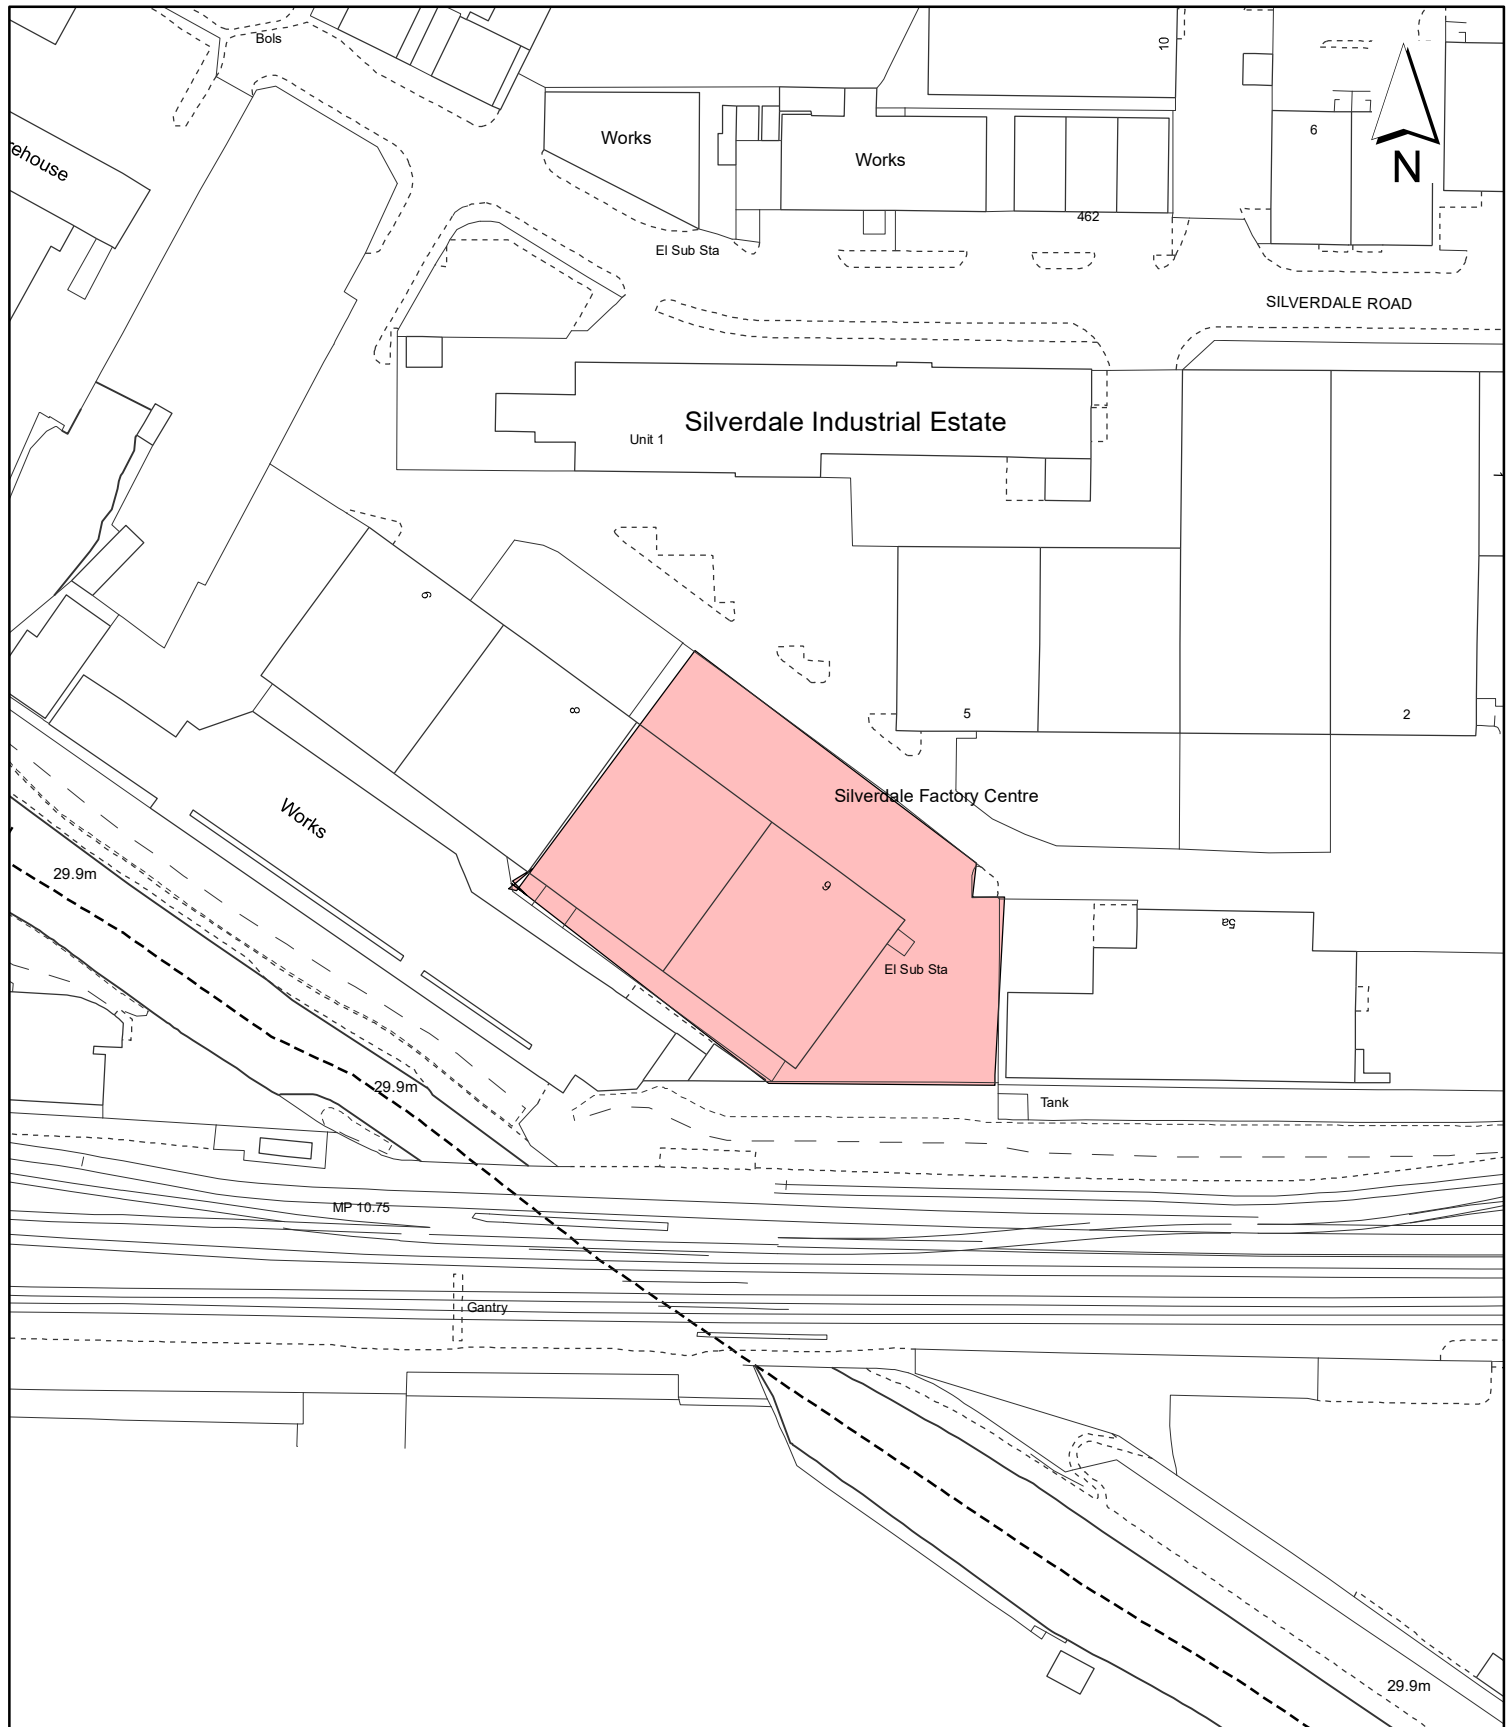 Bols
10
6
Works
Works
N
rehouse
462
El Sub Sta
SILVERDALE ROAD
Silverdale Industrial Estate
Unit 1
1
6
8
5
2
Silverdale Factory Centre
Works
29.9m
9
5a
El Sub Sta
29.9m
Tank
MP 10.75
Gantry
29.9m